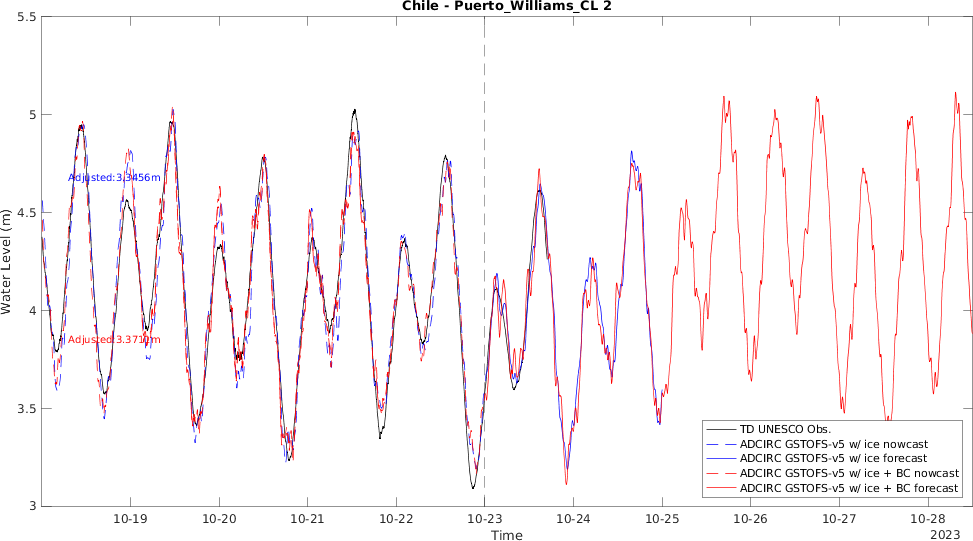 Chile - Puerto_Williams_CL 2
5.5
5
4.5
4
3.5
3
Water Level (m)
Adjusted:3.3456m
TD UNESCO Obs.
ADCIRC GSTOFS-v5 w/ ice nowcast
ADCIRC GSTOFS-v5 w/ ice forecast
ADCIRC GSTOFS-v5 w/ ice + BC nowcast
ADCIRC GSTOFS-v5 w/ ice + BC forecast
10-19
10-20
10-21
10-22
10-23
10-24
10-25
10-26
10-27
10-28
Time
2023